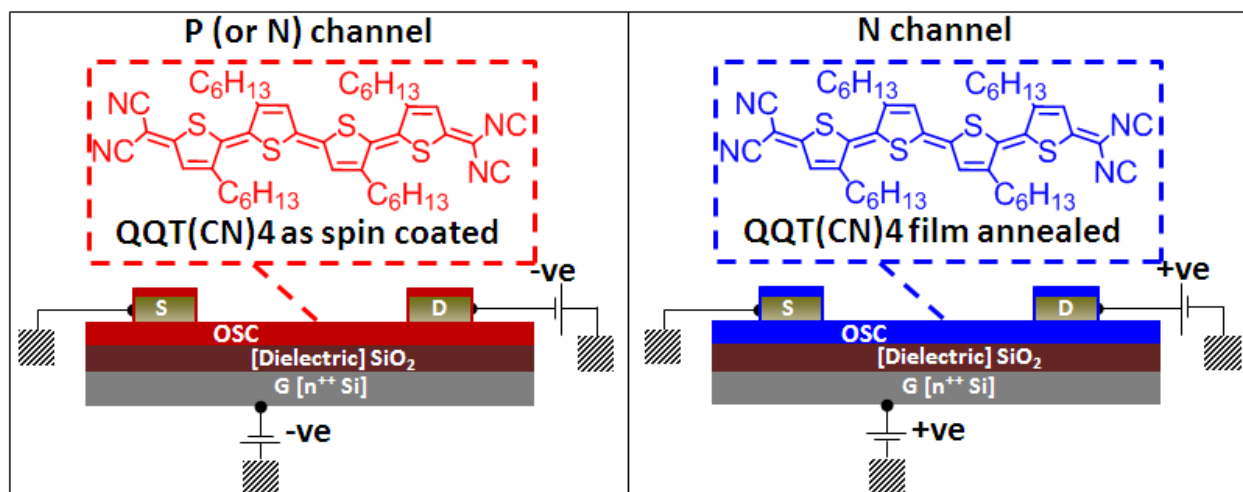 P (or N) channel
C₆H₁₃ C₆H₁₃
NC
NC
S S
S S
NC
NC
C₆H₁₃ C₆H₁₃
QQT(CN)4 as spin coated
-ve
S D
OSC
[Dielectric] SiO₂
G [n⁺⁺ Si]
-ve
N channel
C₆H₁₃ C₆H₁₃
NC
NC
S S
S S
NC
NC
C₆H₁₃ C₆H₁₃
QQT(CN)4 film annealed
+ve
S D
OSC
[Dielectric] SiO₂
G [n⁺⁺ Si]
+ve